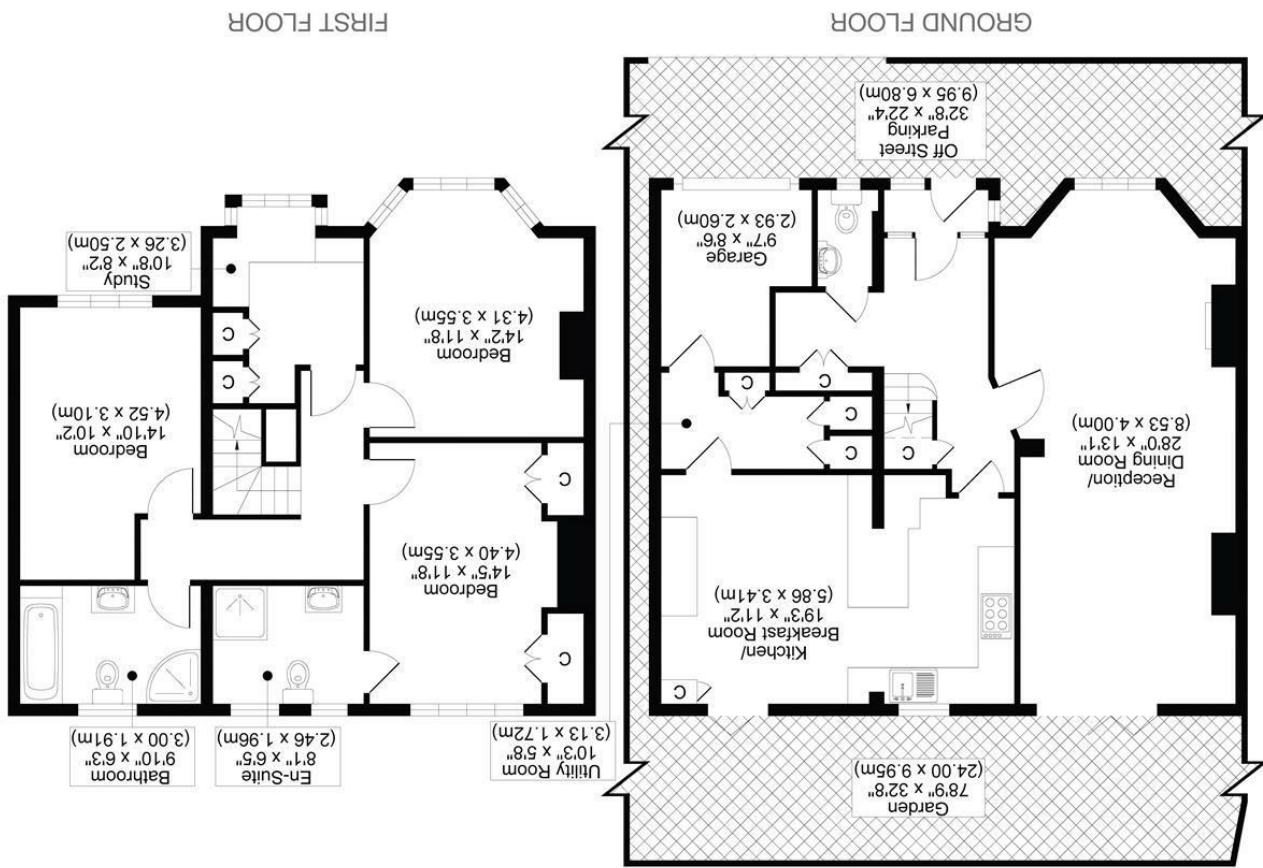 Garden
78'9" x 32'8
(24.00 x 9.95m)
C
Kitchen/
Breakfast Room
19'3" x 11'2"
(5.86 x 3.41m)
Reception/
Dining Room
28'0" x 13'1
(8.53 x 4.00m)
C
C
C
C
C
Garage
9'7" x 8'6"
(2.93 x 2.60m)
Off Street
Parking
32'8" x 22'4"
(9.95 x 6.80m)
GROUND FLOOR
Utility Room
10'3" x 5'8
(3.13 x 1.72m)
En-Suite
8'1" x 6'5"
(2.46 x 1.96m)
Bathroom
9'10" x 6'3"
(3.00 x 1.91m)
C
Bedroom
14'5" x 11'8"
(4.40 x 3.55m)
C
Bedroom
14'10" x 10'2"
(4.52 x 3.10m)
C
C
Bedroom
14'2" x 11'8"
(4.31 x 3.55m)
Study
10'8" x 8'2"
(3.26 x 2.50m)
FIRST FLOOR